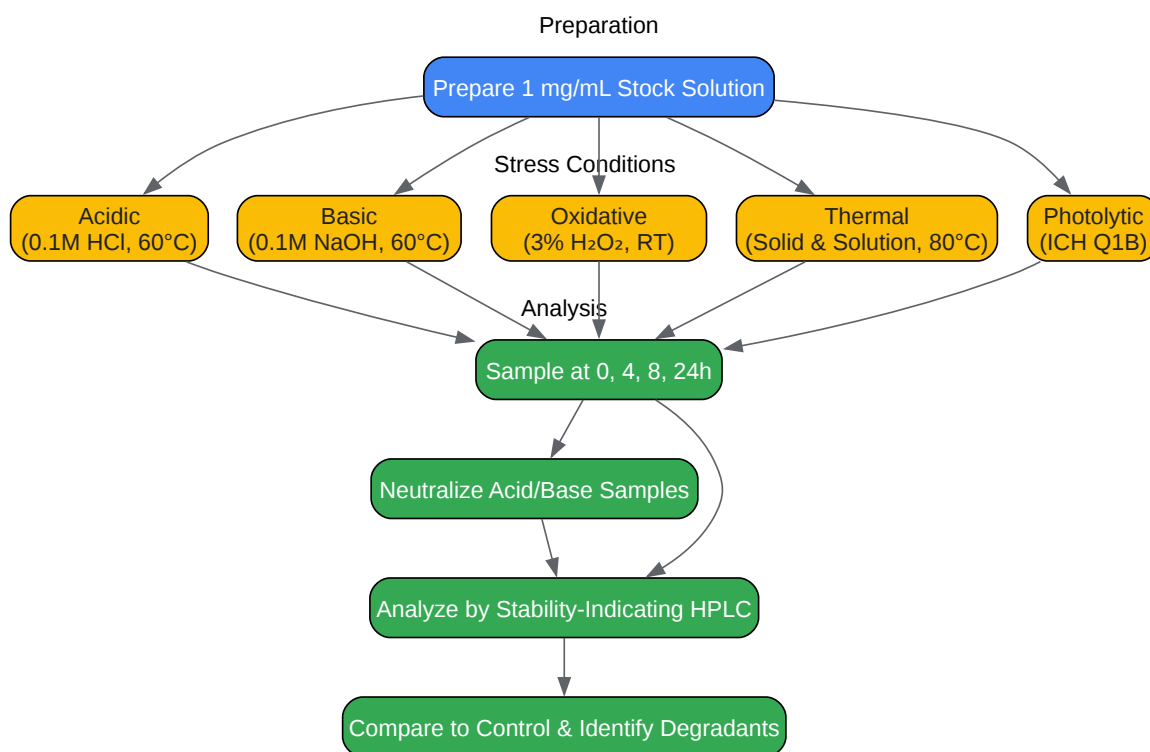 Preparation
Prepare 1 mg/mL Stock Solution
Stress Conditions
Acidic
(0.1M HCl, 60°C)
Basic
(0.1M NaOH, 60°C)
Oxidative
(3% H₂O₂, RT)
Thermal
(Solid & Solution, 80°C)
Photolytic
(ICH Q1B)
Analysis
Sample at 0, 4, 8, 24h
Neutralize Acid/Base Samples
Analyze by Stability-Indicating HPLC
Compare to Control & Identify Degradants